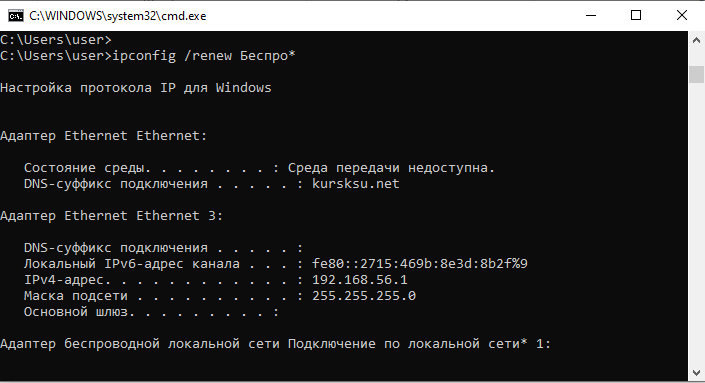 C:\WINDOWS\system32\cmd.exe
C:\Users\user>
C:\Users\user>ipconfig /renew Беспро*
Настройка протокола IP для Windows
Адаптер Ethernet Ethernet:
Состояние среды. . . . . . . . : Среда передачи недоступна.
DNS-суффикс подключения . . . . . : kursksu.net
Адаптер Ethernet Ethernet 3:
DNS-суффикс подключения . . . . . :
Локальный IPv6-адрес канала . . . : fe80::2715:469b:8e3d:8b2f%9
IPv4-адрес. . . . . . . . . . . . : 192.168.56.1
Маска подсети . . . . . . . . . . : 255.255.255.0
Основной шлюз. . . . . . . . . :
Адаптер беспроводной локальной сети Подключение по локальной сети* 1: